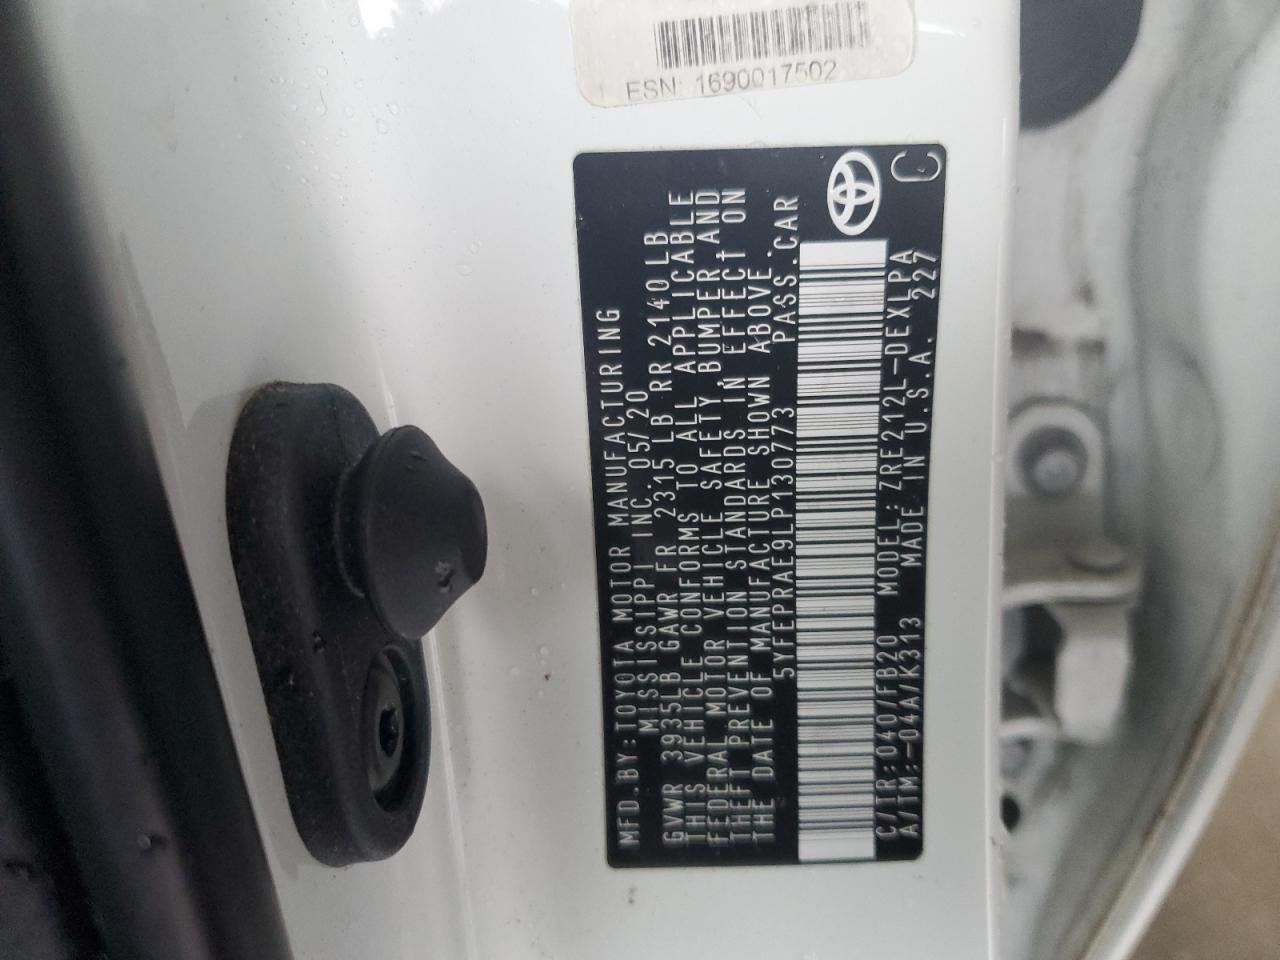 ESN: 1690017502
MFD.BY:TOYOTA MOTOR MANUFACTURING
MISSISSIPPI INC.05/20
GVWR 3935LB GAWR FR 2315 LB RR 2140LB
THIS VEHICLE CONFORMS TO ALL APPLICABLE
FEDERAL MOTOR VEHICLE SAFETY,BUMPER AND
THEFT PREVENTION STANDARDS IN EFFECT ON
THE DATE OF MANUFACTURE SHOWN ABOVE.
5YFEPRAE9LP130773 PASS.CAR
C/TR:040/FB20 MODEL:ZRE212L-DEXLPA
A/TM:-04A/K313 MADE IN U.S.A. 227
C